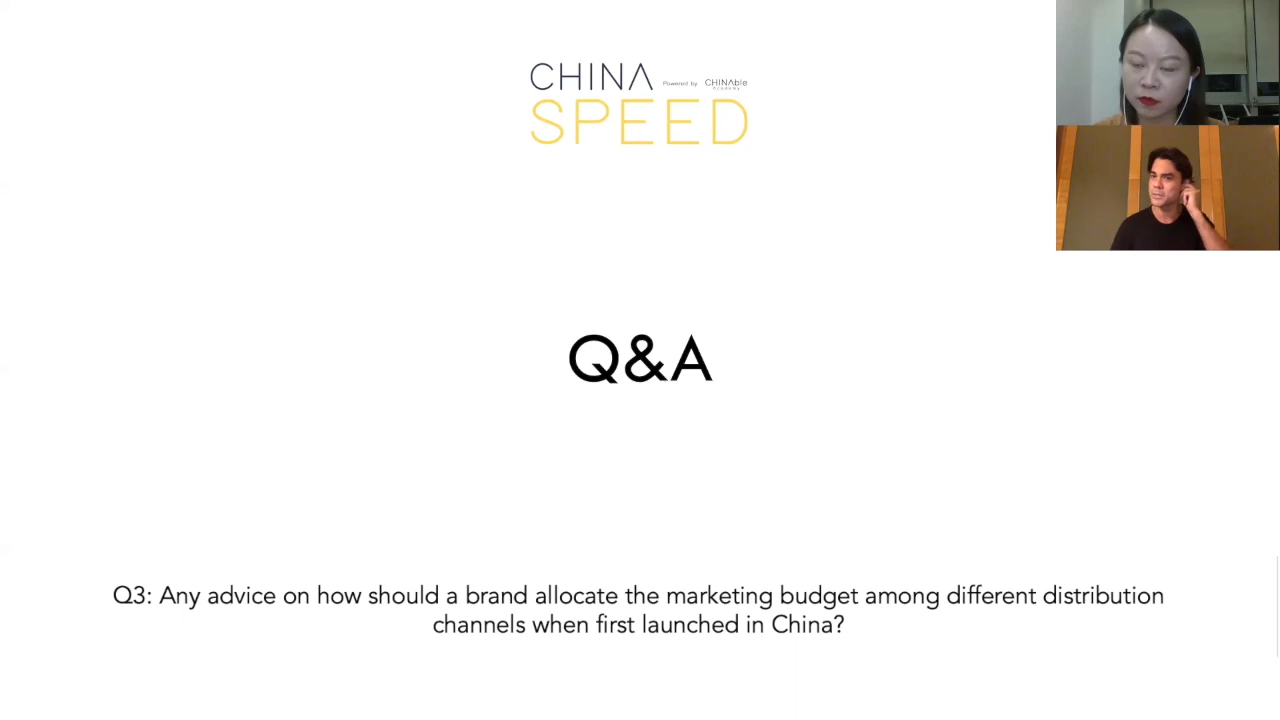 CHINA Powered by CHINAble
Academy
SPEED
Q&A
Q3: Any advice on how should a brand allocate the marketing budget among different distribution
channels when first launched in China?